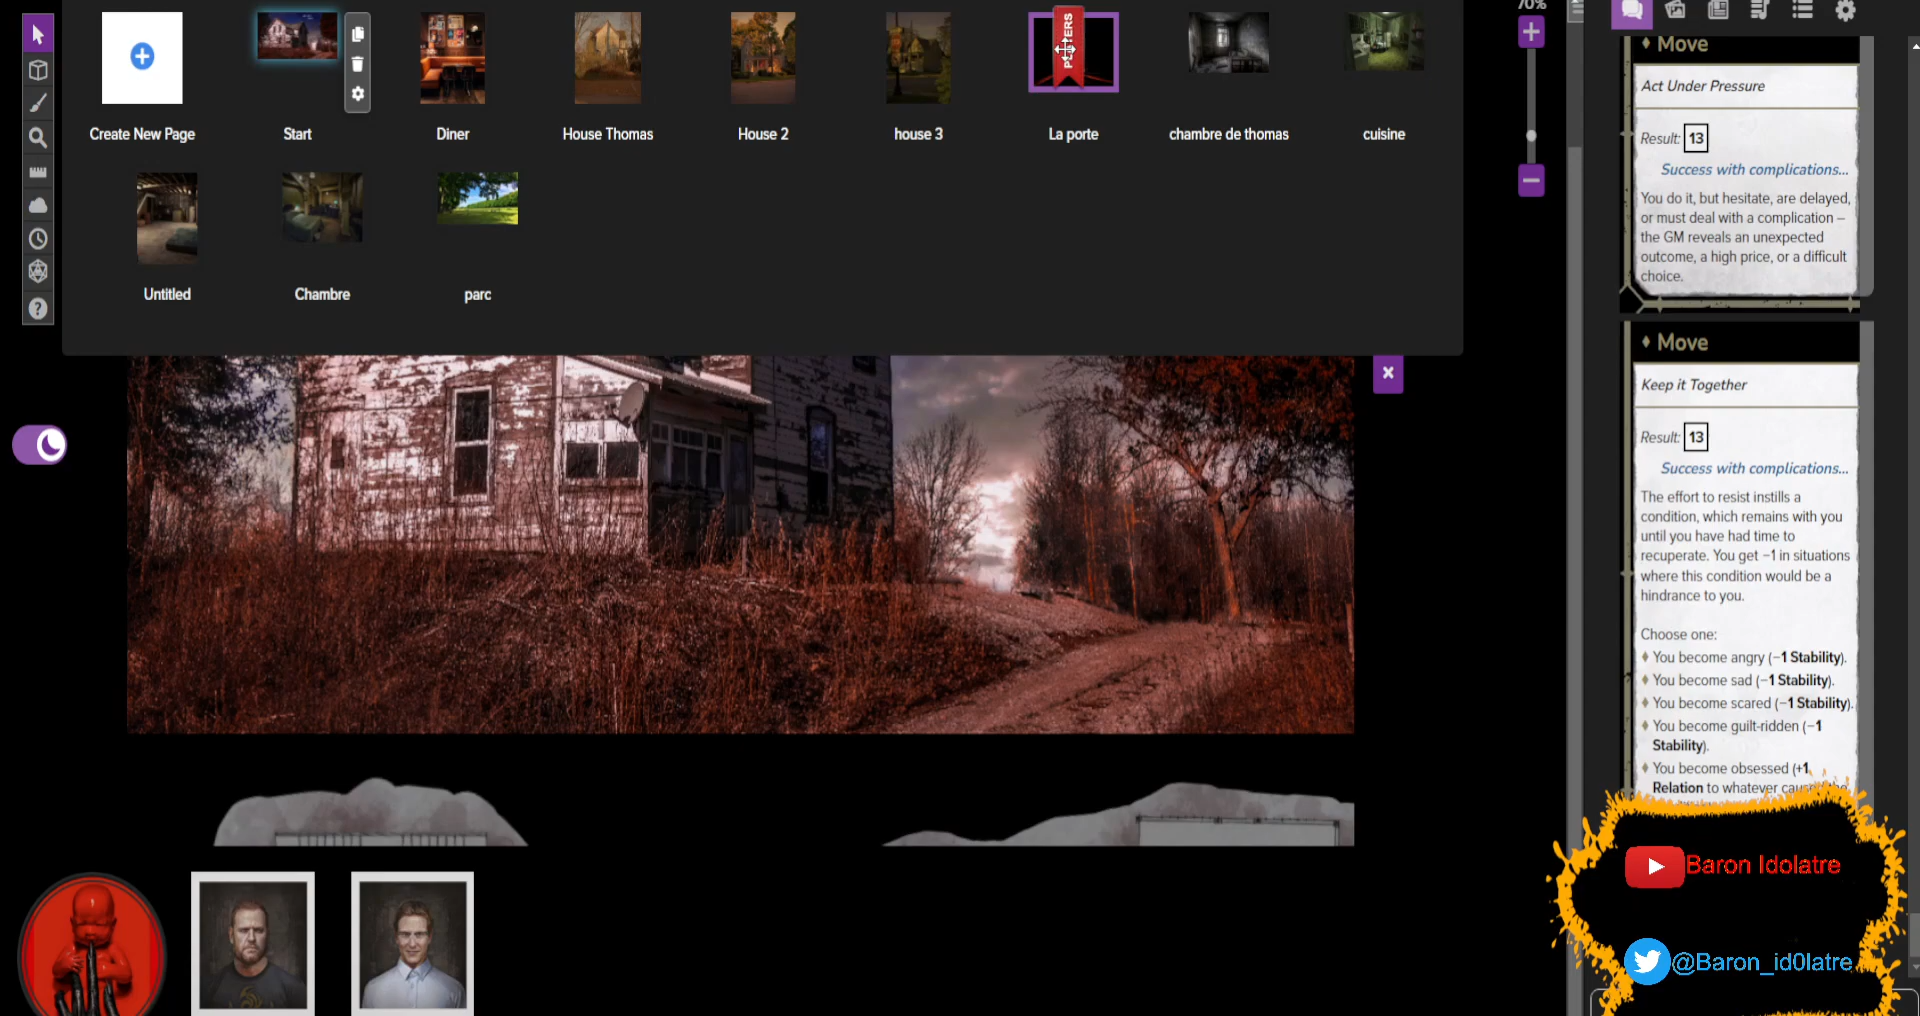 70%
PLAYERS
Create New Page
Start
Diner
House Thomas
House 2
house 3
La porte
chambre de thomas
cuisine
Untitled
Chambre
parc
Move
Act Under Pressure
Result: 13
Success with complications...
You do it, but hesitate, are delayed,
or must deal with a complication –
the GM reveals an unexpected
outcome, a high price, or a difficult
choice.
Move
Keep it Together
Result: 13
Success with complications...
The effort to resist instills a
condition, which remains with you
until you have had time to
recuperate. You get −1 in situations
where this condition would be a
hindrance to you.
Choose one:
You become angry (−1 Stability).
You become sad (−1 Stability).
You become scared (−1 Stability).
You become guilt-ridden (−1
Stability).
You become obsessed (+1
Relation to whatever
Baron Idolatre
@Baron_id0latre